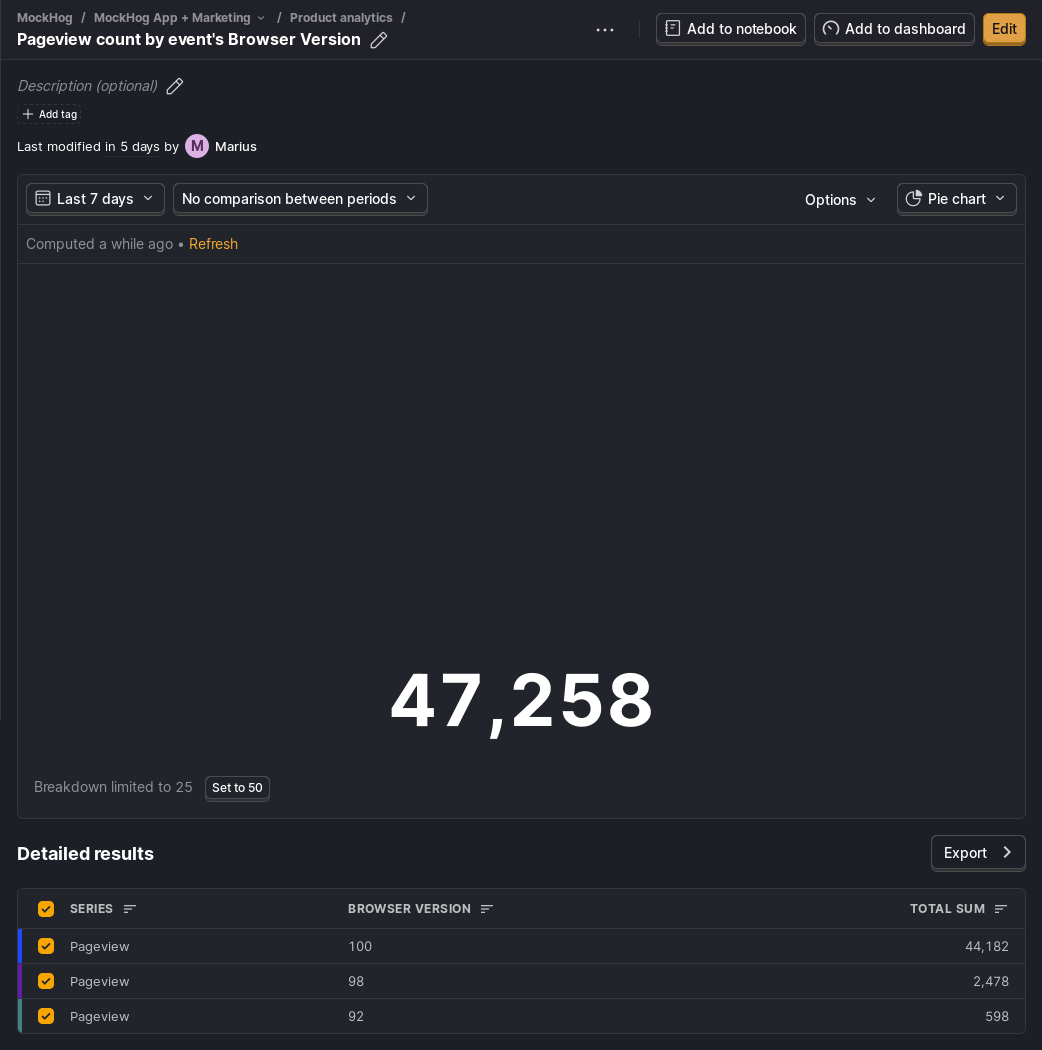 MockHog / MockHog App + Marketing / Product analytics /
Pageview count by event's Browser Version
Add to notebook
Add to dashboard
Edit
Description (optional)
Add tag
Last modified in 5 days by M Marius
Last 7 days
No comparison between periods
Options
Pie chart
Computed a while ago • Refresh
47,258
Breakdown limited to 25 Set to 50
Detailed results
Export
SERIES BROWSER VERSION TOTAL SUM
Pageview 100 44,182
Pageview 98 2,478
Pageview 92 598